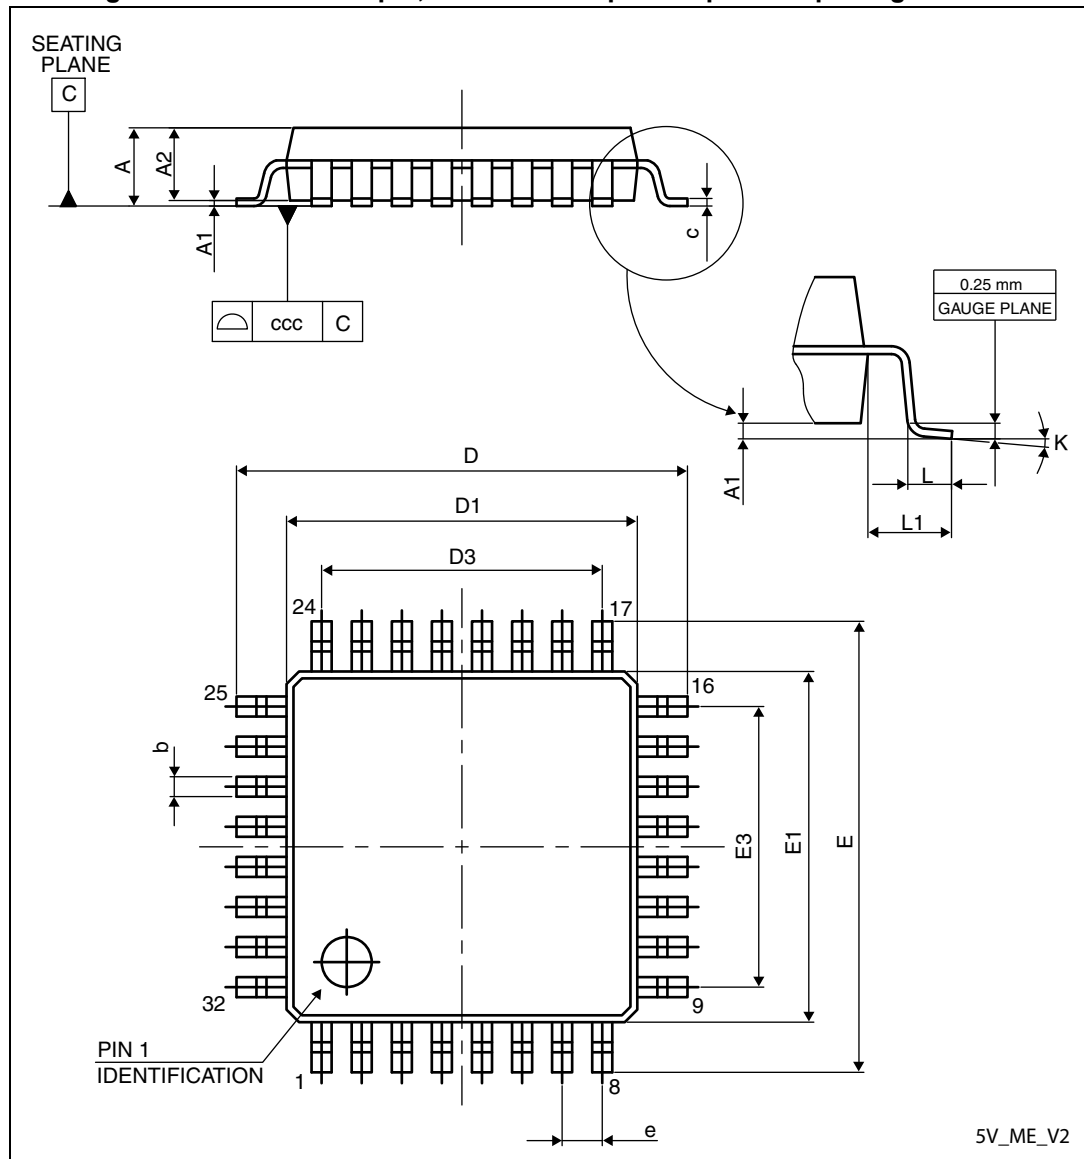 SEATING
PLANE
C
A
A2
A1
c
ccc
C
0.25 mm
GAUGE PLANE
K
A1
L
L1
D
D1
D3
24
17
25
16
b
E3
E1
E
32
9
PIN 1
IDENTIFICATION
1
8
e
5V_ME_V2